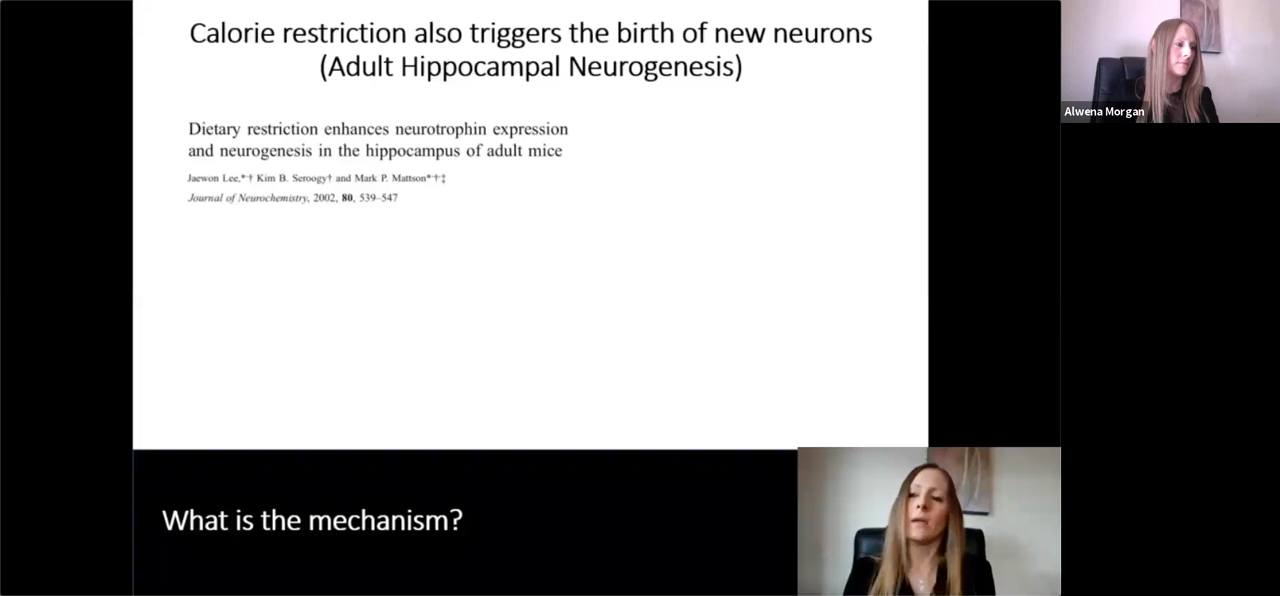 Calorie restriction also triggers the birth of new neurons
(Adult Hippocampal Neurogenesis)
Dietary restriction enhances neurotrophin expression
and neurogenesis in the hippocampus of adult mice
Jaewon Lee,*† Kim B. Seroogy† and Mark P. Mattson*†‡
Journal of Neurochemistry, 2002, 80, 539–547
Alwena Morgan
What is the mechanism?